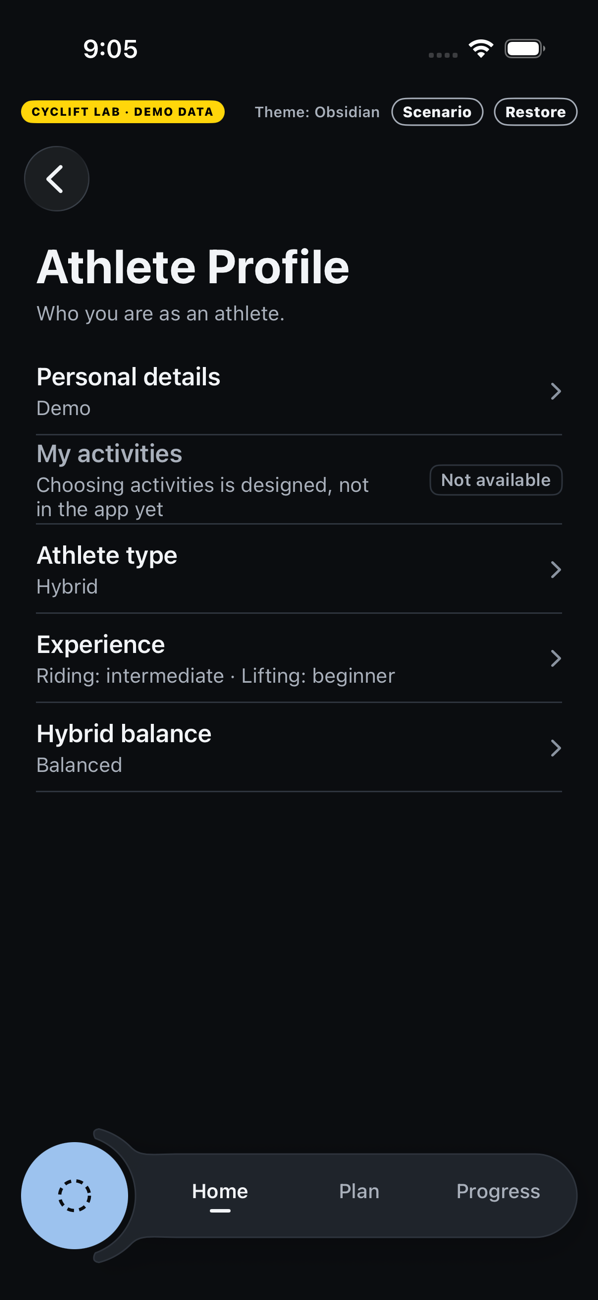 9:05
CYCLIFT LAB · DEMO DATA
Theme: Obsidian
Scenario
Restore
Athlete Profile
Who you are as an athlete.
Personal details
Demo
My activities
Choosing activities is designed, not
in the app yet
Not available
Athlete type
Hybrid
Experience
Riding: intermediate · Lifting: beginner
Hybrid balance
Balanced
Home
Plan
Progress